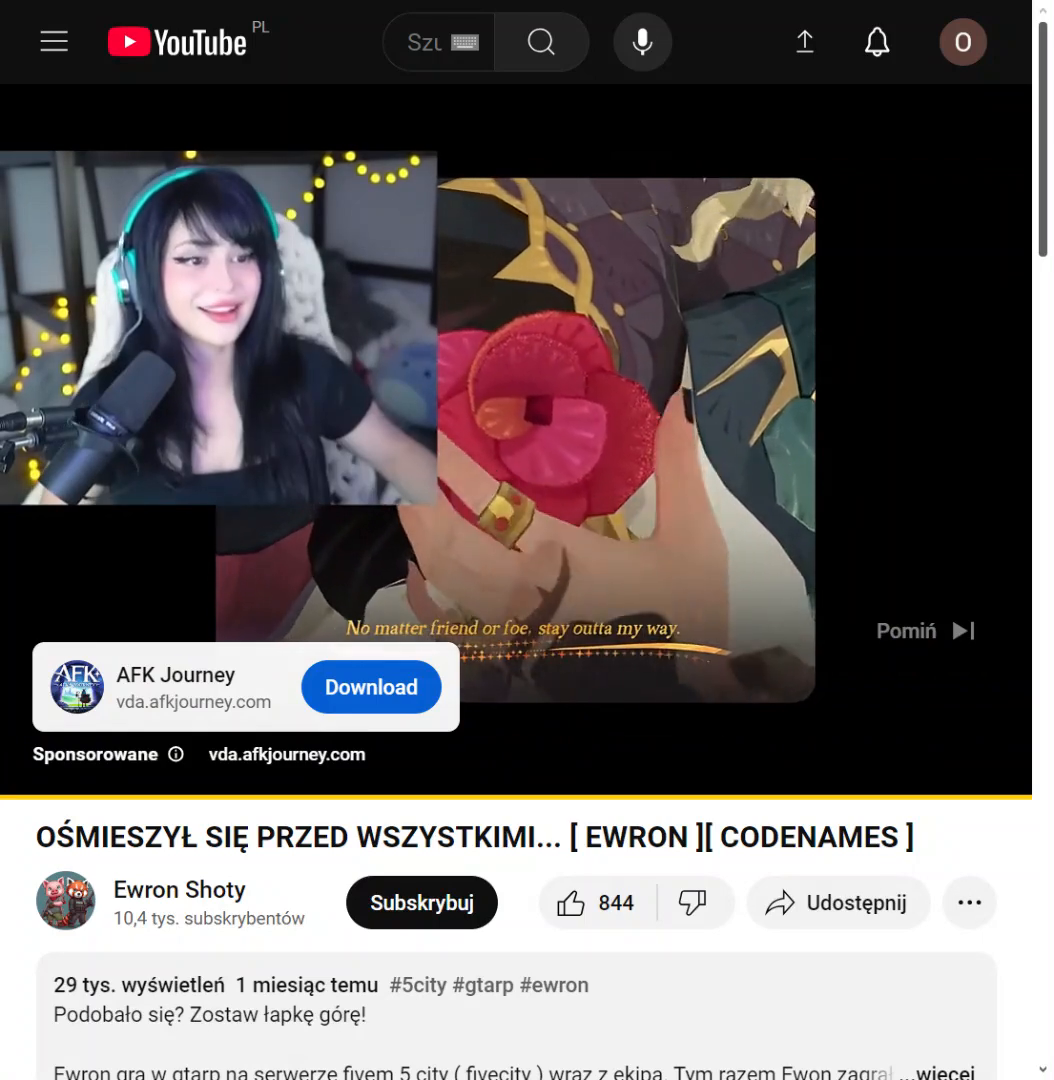 YouTube PL
Szu
O
No matter friend or foe, stay outta my way.
Pomiń
AFK
AFK Journey
vda.afkjourney.com
Download
Sponsorowane vda.afkjourney.com
OŚMIESZYŁ SIĘ PRZED WSZYSTKIMI... [ EWRON ][ CODENAMES ]
Ewron Shoty
10,4 tys. subskrybentów
Subskrybuj
844
Udostępnij
29 tys. wyświetleń 1 miesiąc temu #5city #gtarp #ewron
Podobało się? Zostaw łapkę górę!
Ewron gra w gtarp na serwerze fivem 5 city ( fivecity ) wraz z ekipą. Tym razem Ewon zagrał ...więcej